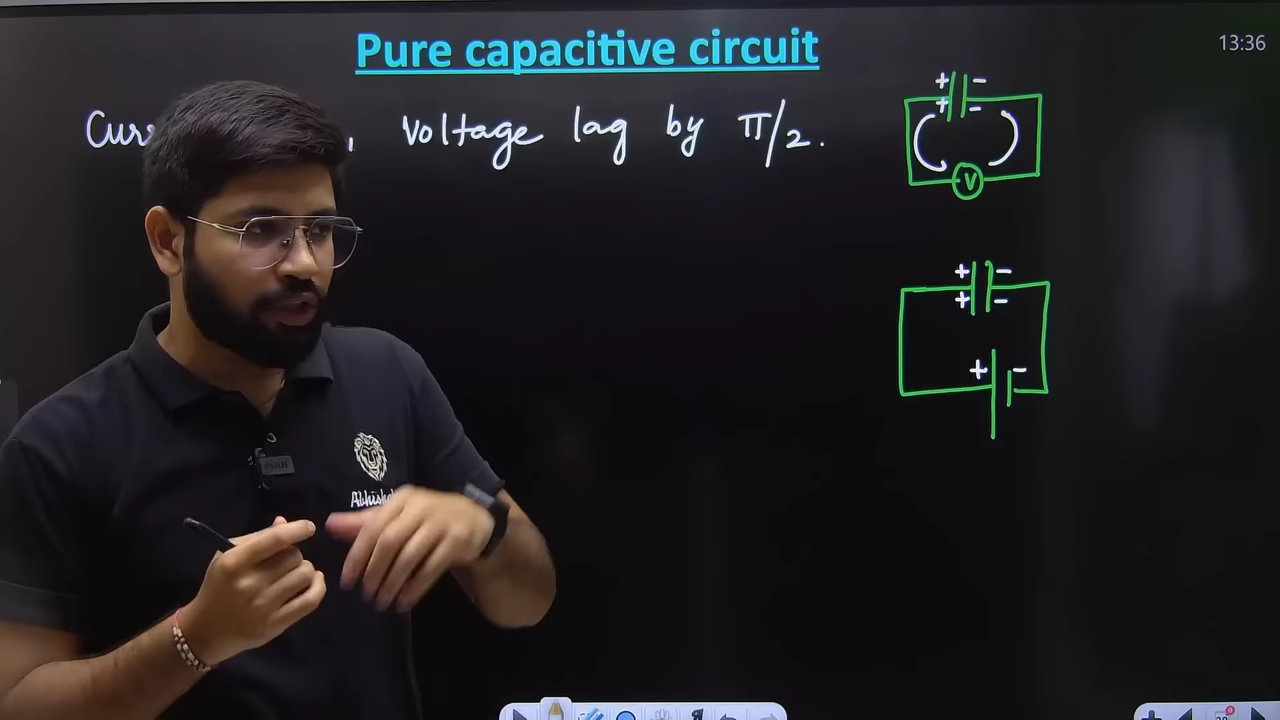 Pure capacitive circuit
13:36
voltage lag by π/2.
+ -
+ -
V
+ -
+ -
+ -